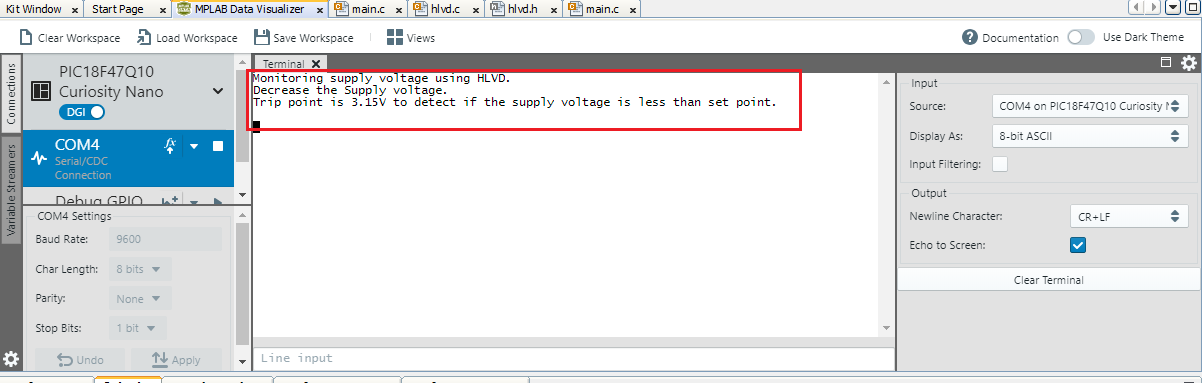 Kit Window × Start Page × MPLAB Data Visualizer × main.c × hlvd.c × hlvd.h × main.c ×
Clear Workspace Load Workspace Save Workspace Views Documentation Use Dark Theme
Connections
Variable Streamers
PIC18F47Q10
Curiosity Nano
DGI
COM4
Serial/CDC
Connection
Debug GPIO
COM4 Settings
Baud Rate: 9600
Char Length: 8 bits
Parity: None
Stop Bits: 1 bit
Undo Apply
Terminal ×
Monitoring supply voltage using HLVD.
Decrease the Supply voltage.
Trip point is 3.15V to detect if the supply voltage is less than set point.
Line input
Input
Source: COM4 on PIC18F47Q10 Curiosity
Display As: 8-bit ASCII
Input Filtering:
Output
Newline Character: CR+LF
Echo to Screen:
Clear Terminal